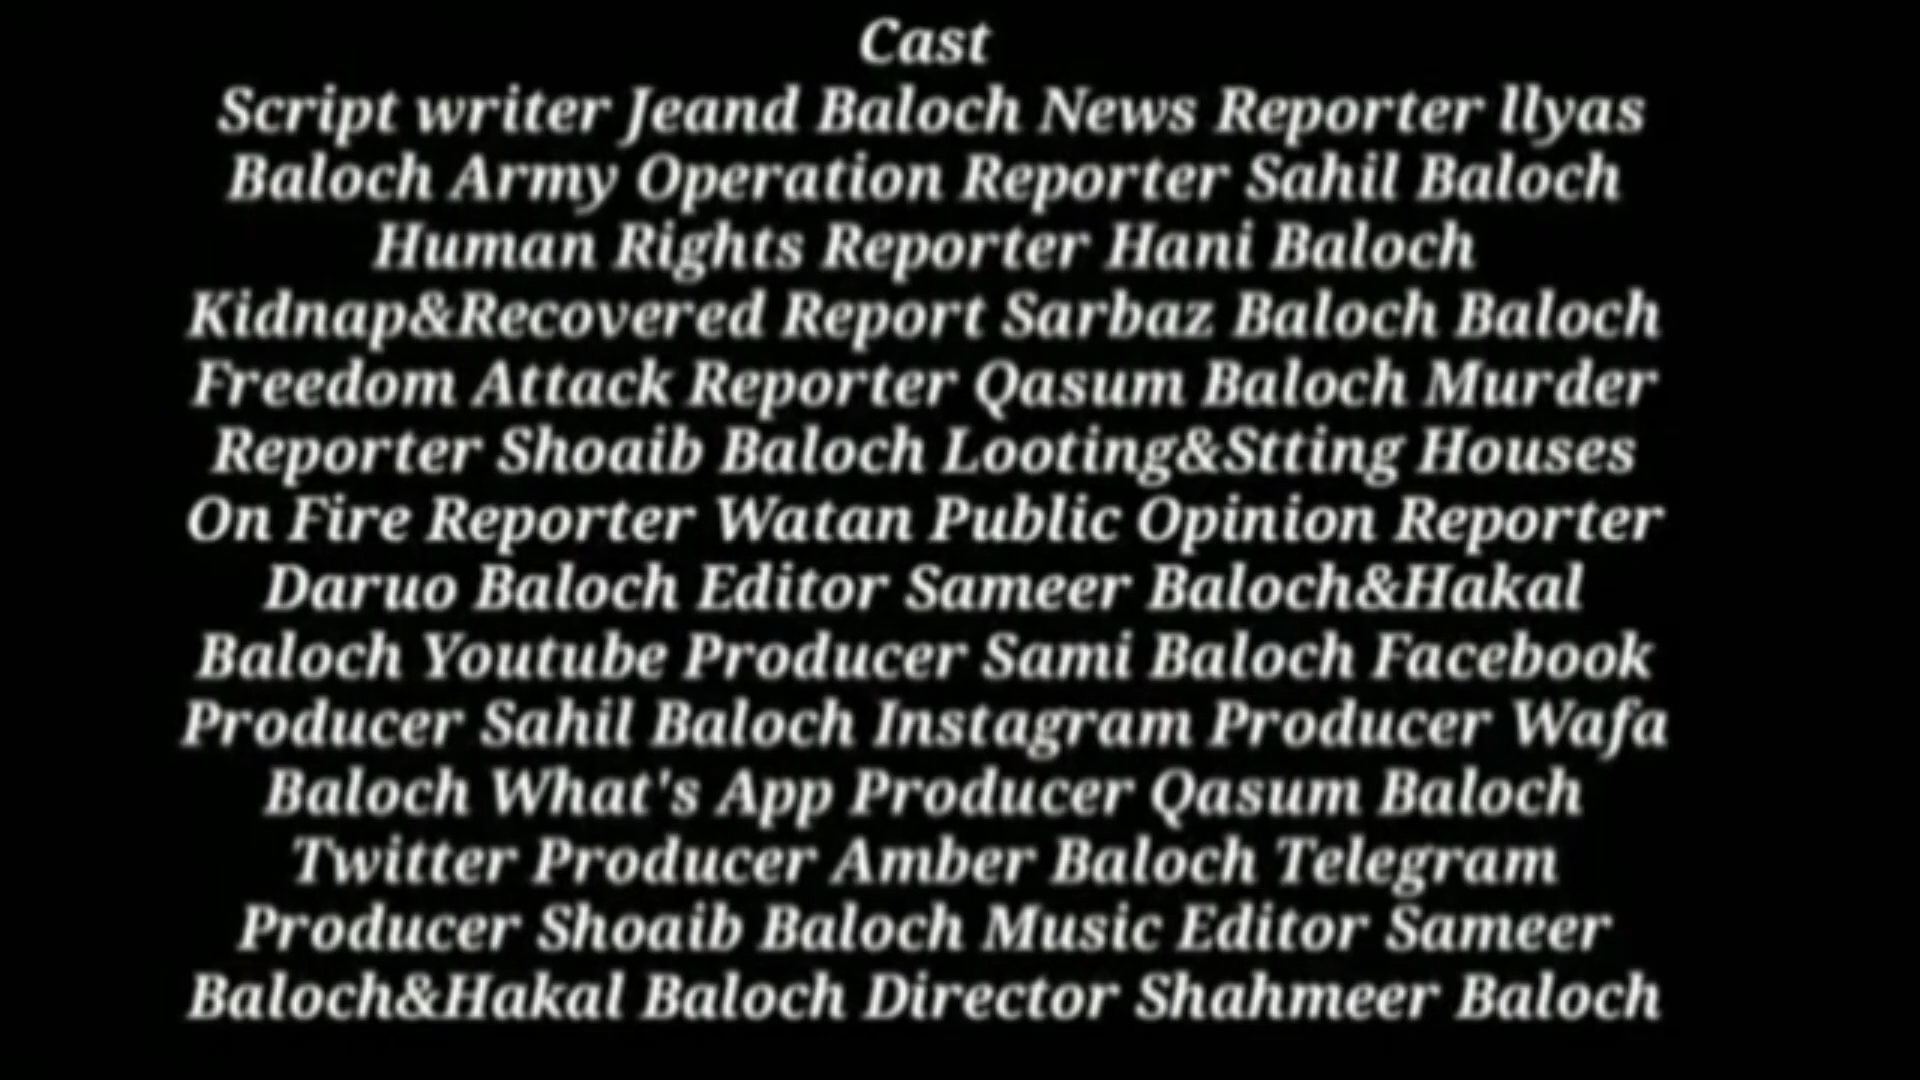 Cast
Script writer Jeand Baloch News Reporter llyas
Baloch Army Operation Reporter Sahil Baloch
Human Rights Reporter Hani Baloch
Kidnap&Recovered Report Sarbaz Baloch Baloch
Freedom Attack Reporter Qasum Baloch Murder
Reporter Shoaib Baloch Looting&Stting Houses
On Fire Reporter Watan Public Opinion Reporter
Daruo Baloch Editor Sameer Baloch&Hakal
Baloch Youtube Producer Sami Baloch Facebook
Producer Sahil Baloch Instagram Producer Wafa
Baloch What's App Producer Qasum Baloch
Twitter Producer Amber Baloch Telegram
Producer Shoaib Baloch Music Editor Sameer
Baloch&Hakal Baloch Director Shahmeer Baloch